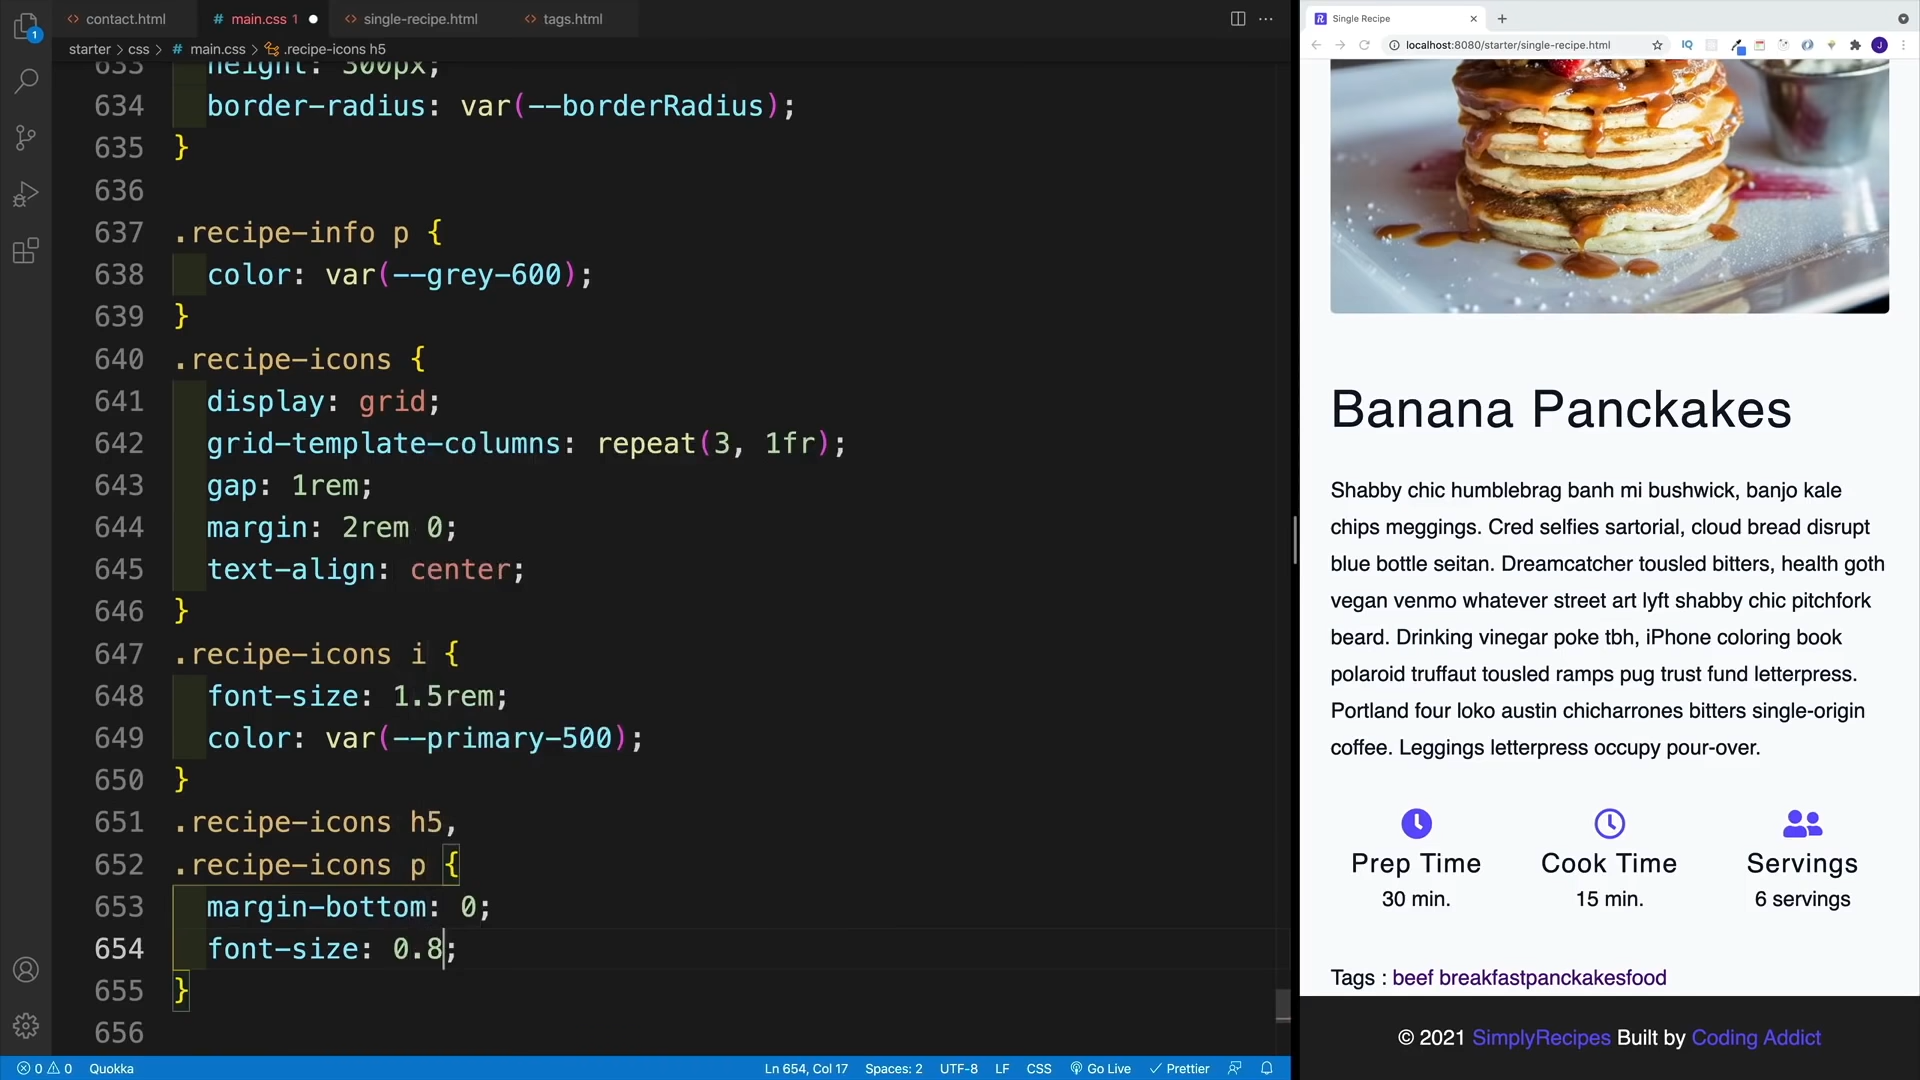 contact.html
main.css 1
single-recipe.html
tags.html
starter > css > # main.css > .recipe-icons h5
633 height: 300px;
634 border-radius: var(--borderRadius);
635 }
636
637 .recipe-info p {
638 color: var(--grey-600);
639 }
640 .recipe-icons {
641 display: grid;
642 grid-template-columns: repeat(3, 1fr);
643 gap: 1rem;
644 margin: 2rem 0;
645 text-align: center;
646 }
647 .recipe-icons i {
648 font-size: 1.5rem;
649 color: var(--primary-500);
650 }
651 .recipe-icons h5,
652 .recipe-icons p {
653 margin-bottom: 0;
654 font-size: 0.8;
655 }
656
1
0 0 Quokka
Ln 654, Col 17 Spaces: 2 UTF-8 LF CSS Go Live Prettier
Single Recipe
localhost:8080/starter/single-recipe.html IQ J
Banana Panckakes
Shabby chic humblebrag banh mi bushwick, banjo kale
chips meggings. Cred selfies sartorial, cloud bread disrupt
blue bottle seitan. Dreamcatcher tousled bitters, health goth
vegan venmo whatever street art lyft shabby chic pitchfork
beard. Drinking vinegar poke tbh, iPhone coloring book
polaroid truffaut tousled ramps pug trust fund letterpress.
Portland four loko austin chicharrones bitters single-origin
coffee. Leggings letterpress occupy pour-over.
Prep Time Cook Time Servings
30 min. 15 min. 6 servings
Tags : beef breakfastpanckakesfood
© 2021 SimplyRecipes Built by Coding Addict